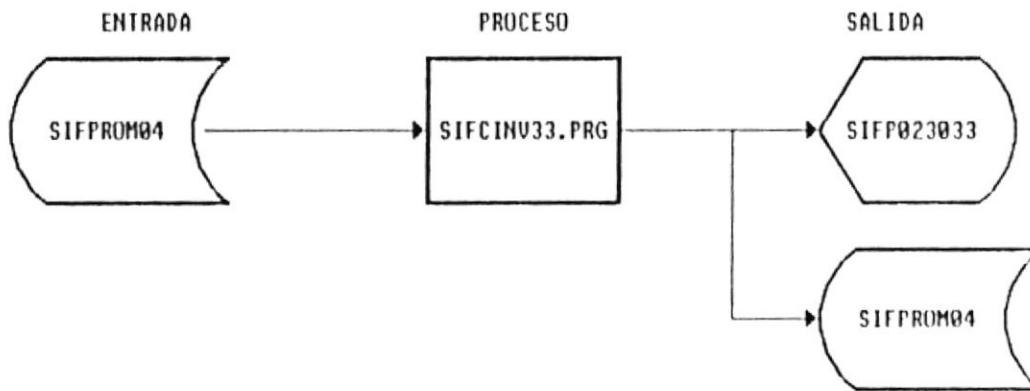 ENTRADA PROCESO SALIDA
SIFPROM04 SIFCINV33.PRG SIFP023033
SIFPROM04